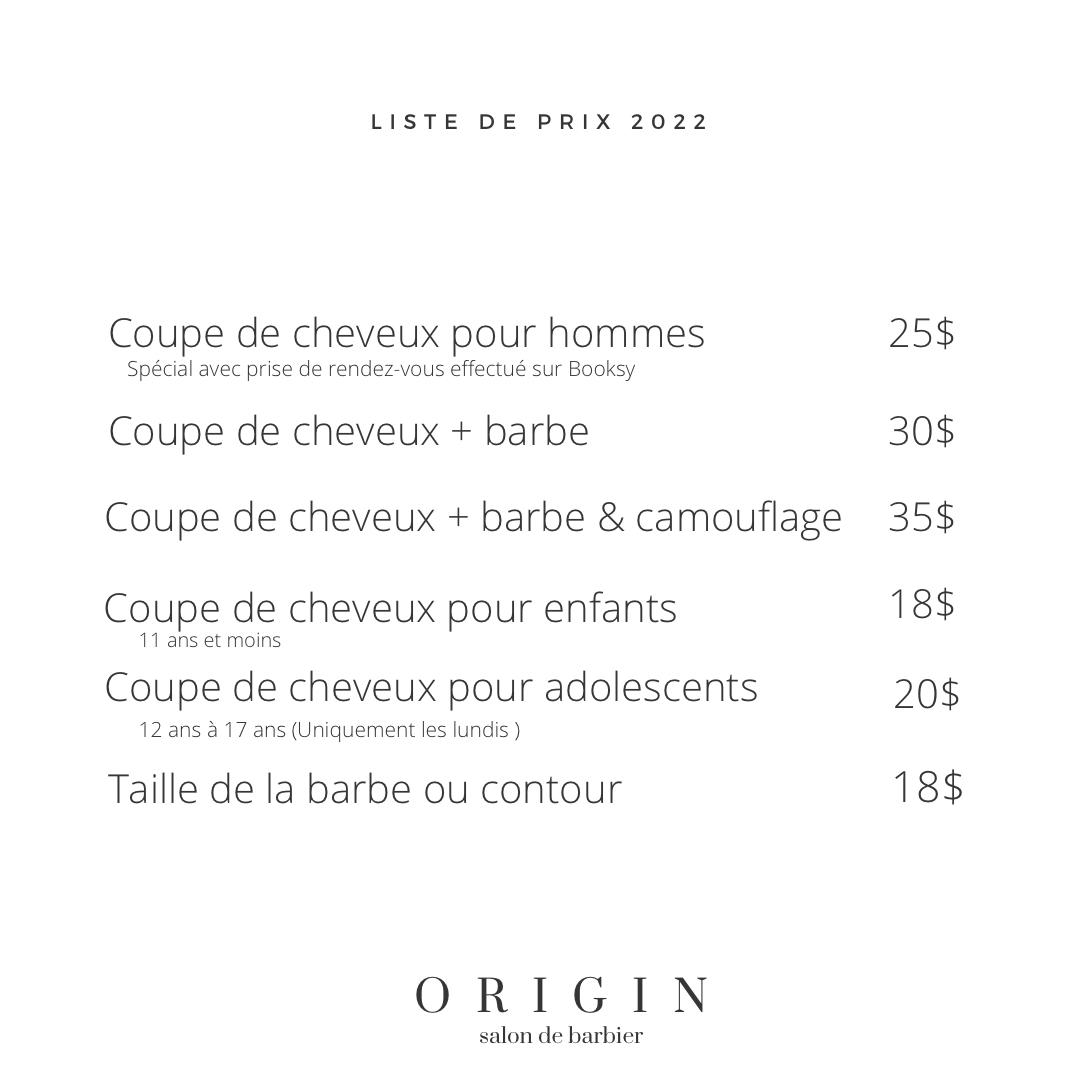 LISTE DE PRIX 2022
Coupe de cheveux pour hommes 25$
Spécial avec prise de rendez-vous effectué sur Booksy
Coupe de cheveux + barbe 30$
Coupe de cheveux + barbe & camouflage 35$
Coupe de cheveux pour enfants 18$
11 ans et moins
Coupe de cheveux pour adolescents 20$
12 ans à 17 ans (Uniquement les lundis )
Taille de la barbe ou contour 18$
ORIGIN
salon de barbier